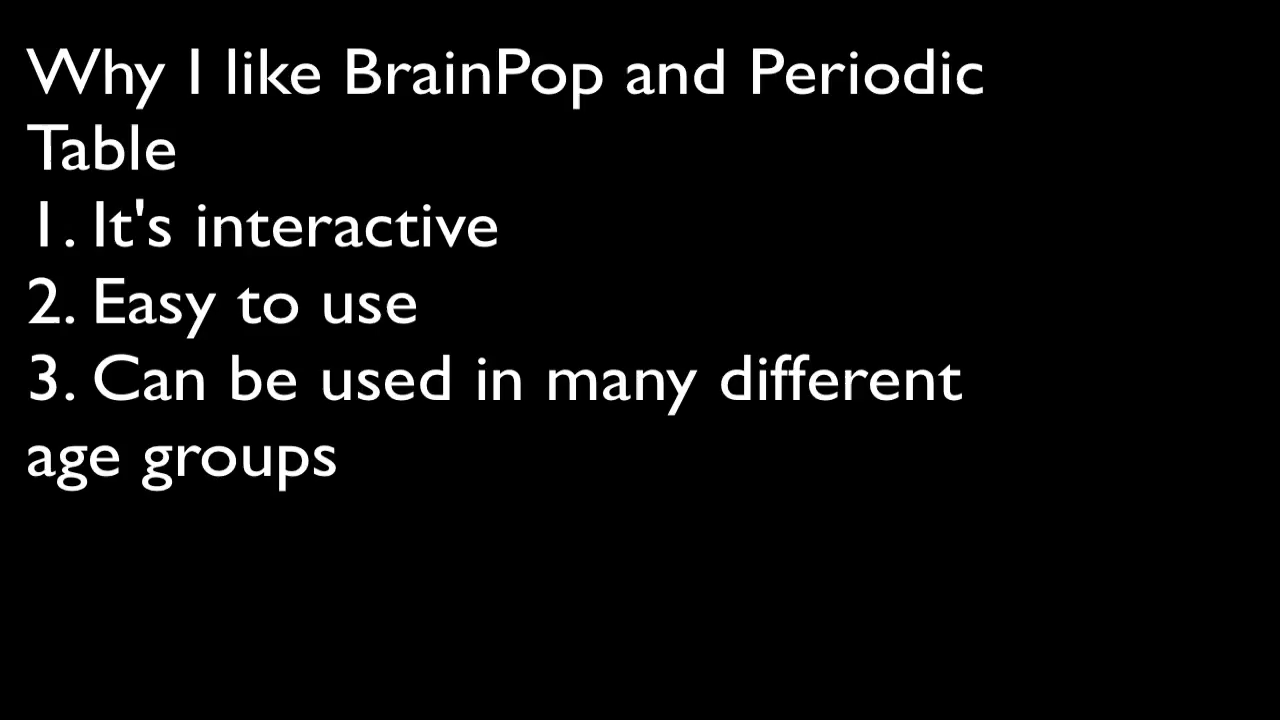 Why I like BrainPop and Periodic
Table
1. It's interactive
2. Easy to use
3. Can be used in many different
age groups